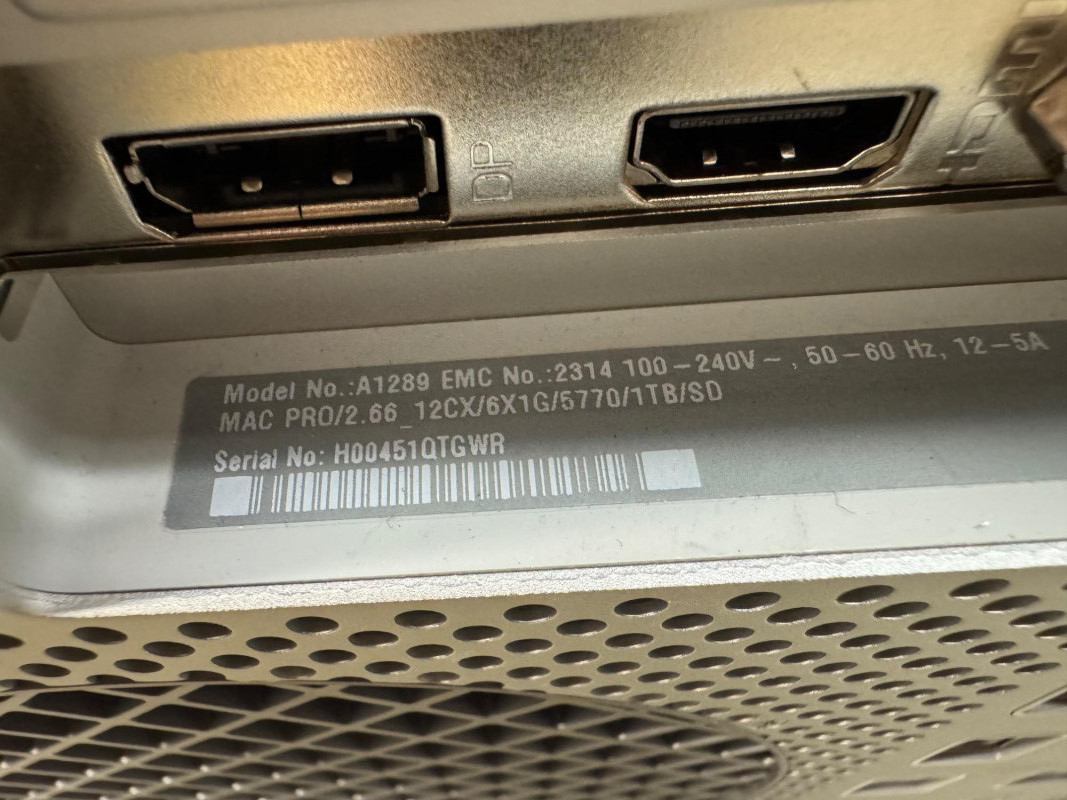 DP
HDMI
Model No.:A1289 EMC No.:2314 100-240V~, 50-60 Hz, 12-5A
MAC PRO/2.66_12CX/6X1G/5770/1TB/SD
Serial No: H00451QTGWR